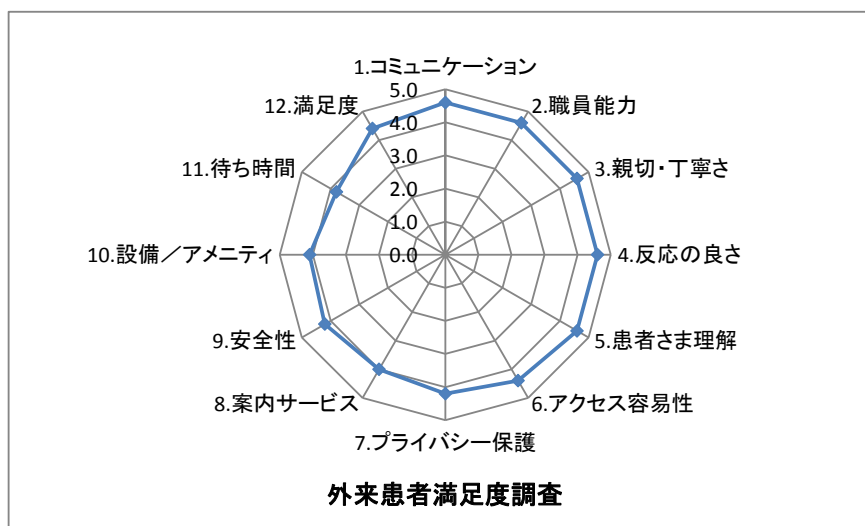 1.コミュニケーション
2.職員能力
3.親切・丁寧さ
4.反応の良さ
5.患者さま理解
6.アクセス容易性
7.プライバシー保護
8.案内サービス
9.安全性
10.設備／アメニティ
11.待ち時間
12.満足度
5.0
4.0
3.0
2.0
1.0
0.0
外来患者満足度調査